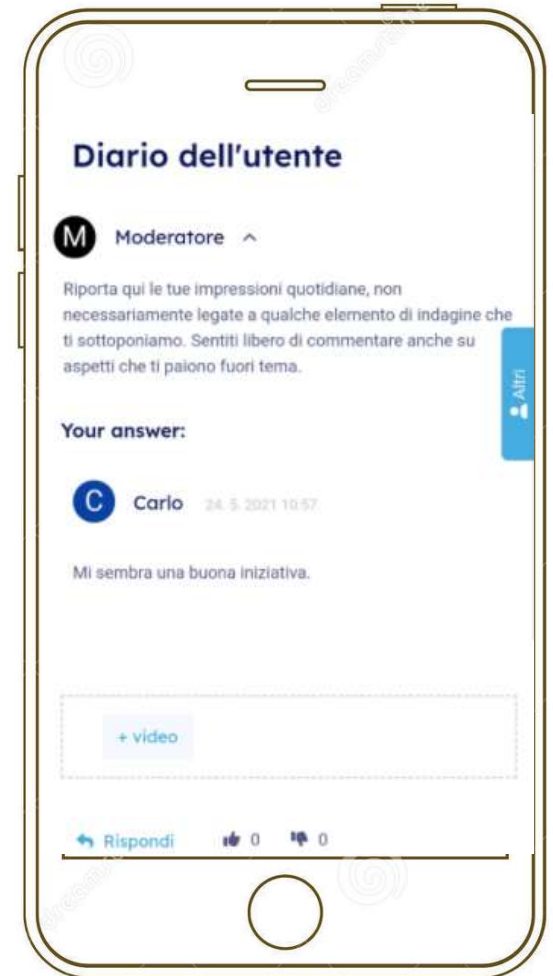 dreamstime
Diario dell'utente
M Moderatore
Riporta qui le tue impressioni quotidiane, non
necessariamente legate a qualche elemento di indagine che
ti sottoponiamo. Sentiti libero di commentare anche su
aspetti che ti paiono fuori tema.
Altri
Your answer:
C Carlo 24. 5. 2021 10:57
Mi sembra una buona iniziativa.
+ video
Rispondi 0 0